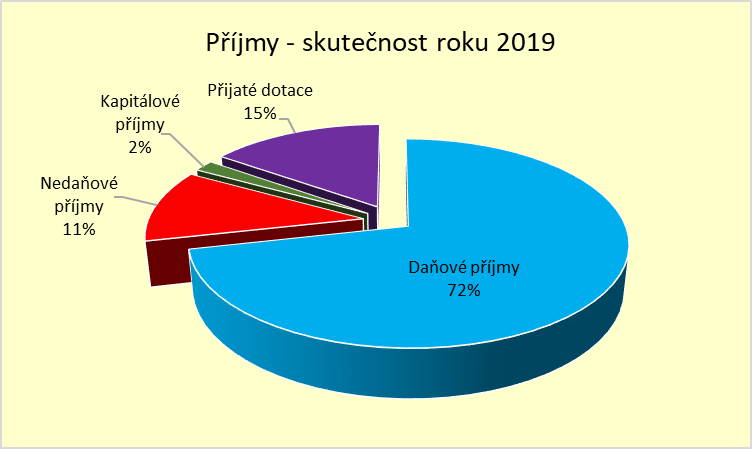 Příjmy - skutečnost roku 2019
Přijaté dotace
15%
Kapitálové
příjmy
2%
Nedaňové
příjmy
11%
Daňové příjmy
72%